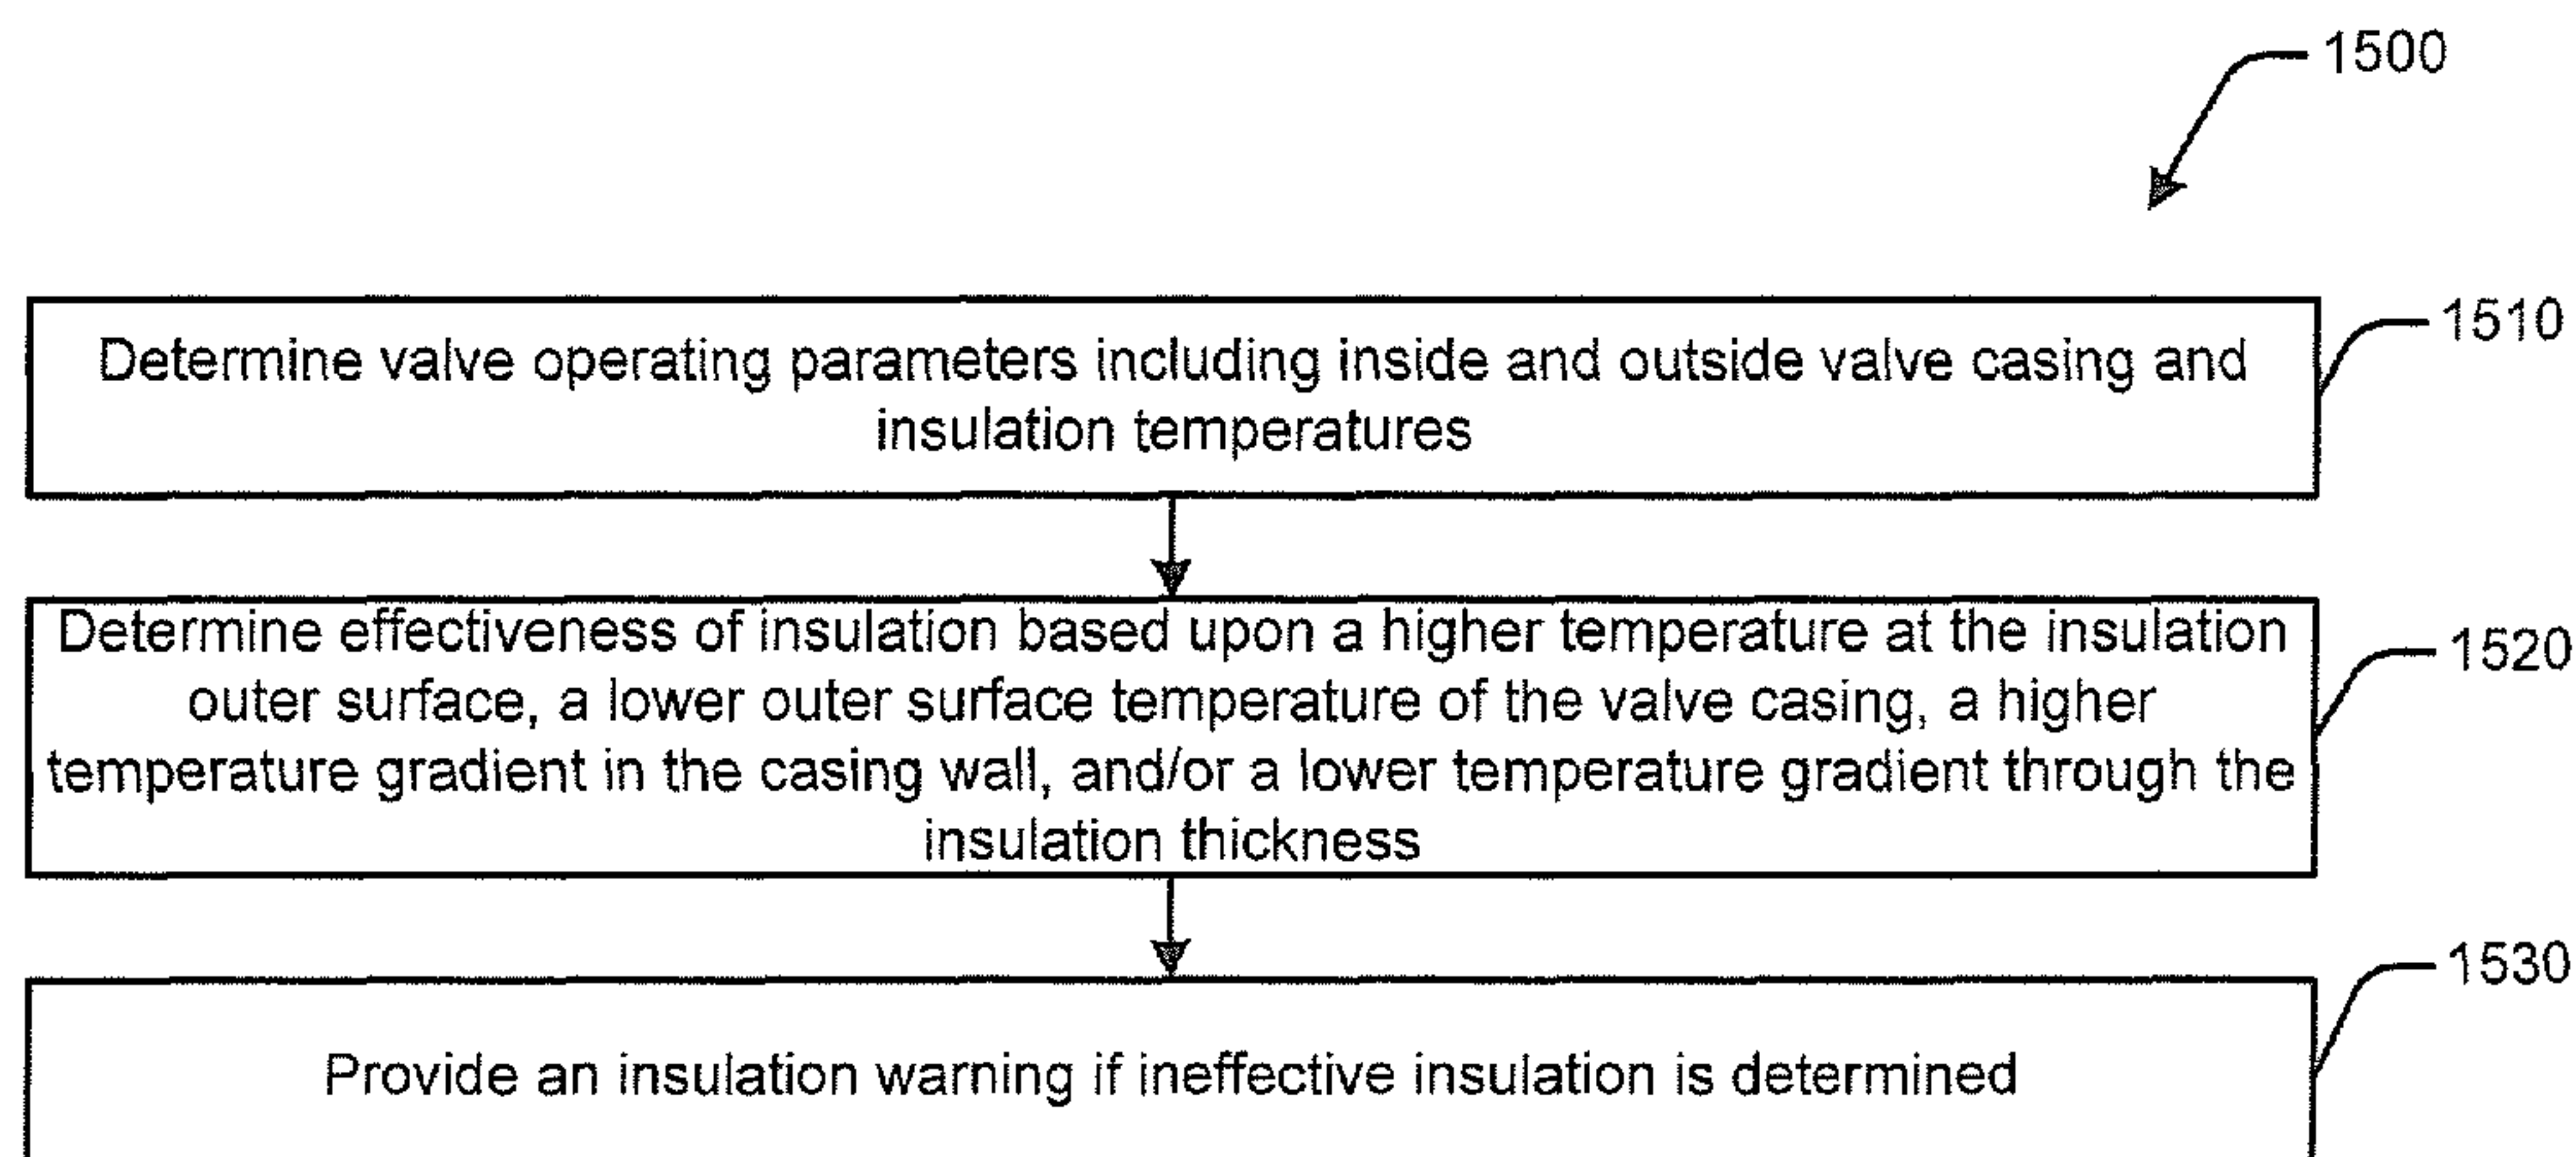 1500
1510
Determine valve operating parameters including inside and outside valve casing and
insulation temperatures
1520
Determine effectiveness of insulation based upon a higher temperature at the insulation
outer surface, a lower outer surface temperature of the valve casing, a higher
temperature gradient in the casing wall, and/or a lower temperature gradient through the
insulation thickness
1530
Provide an insulation warning if ineffective insulation is determined